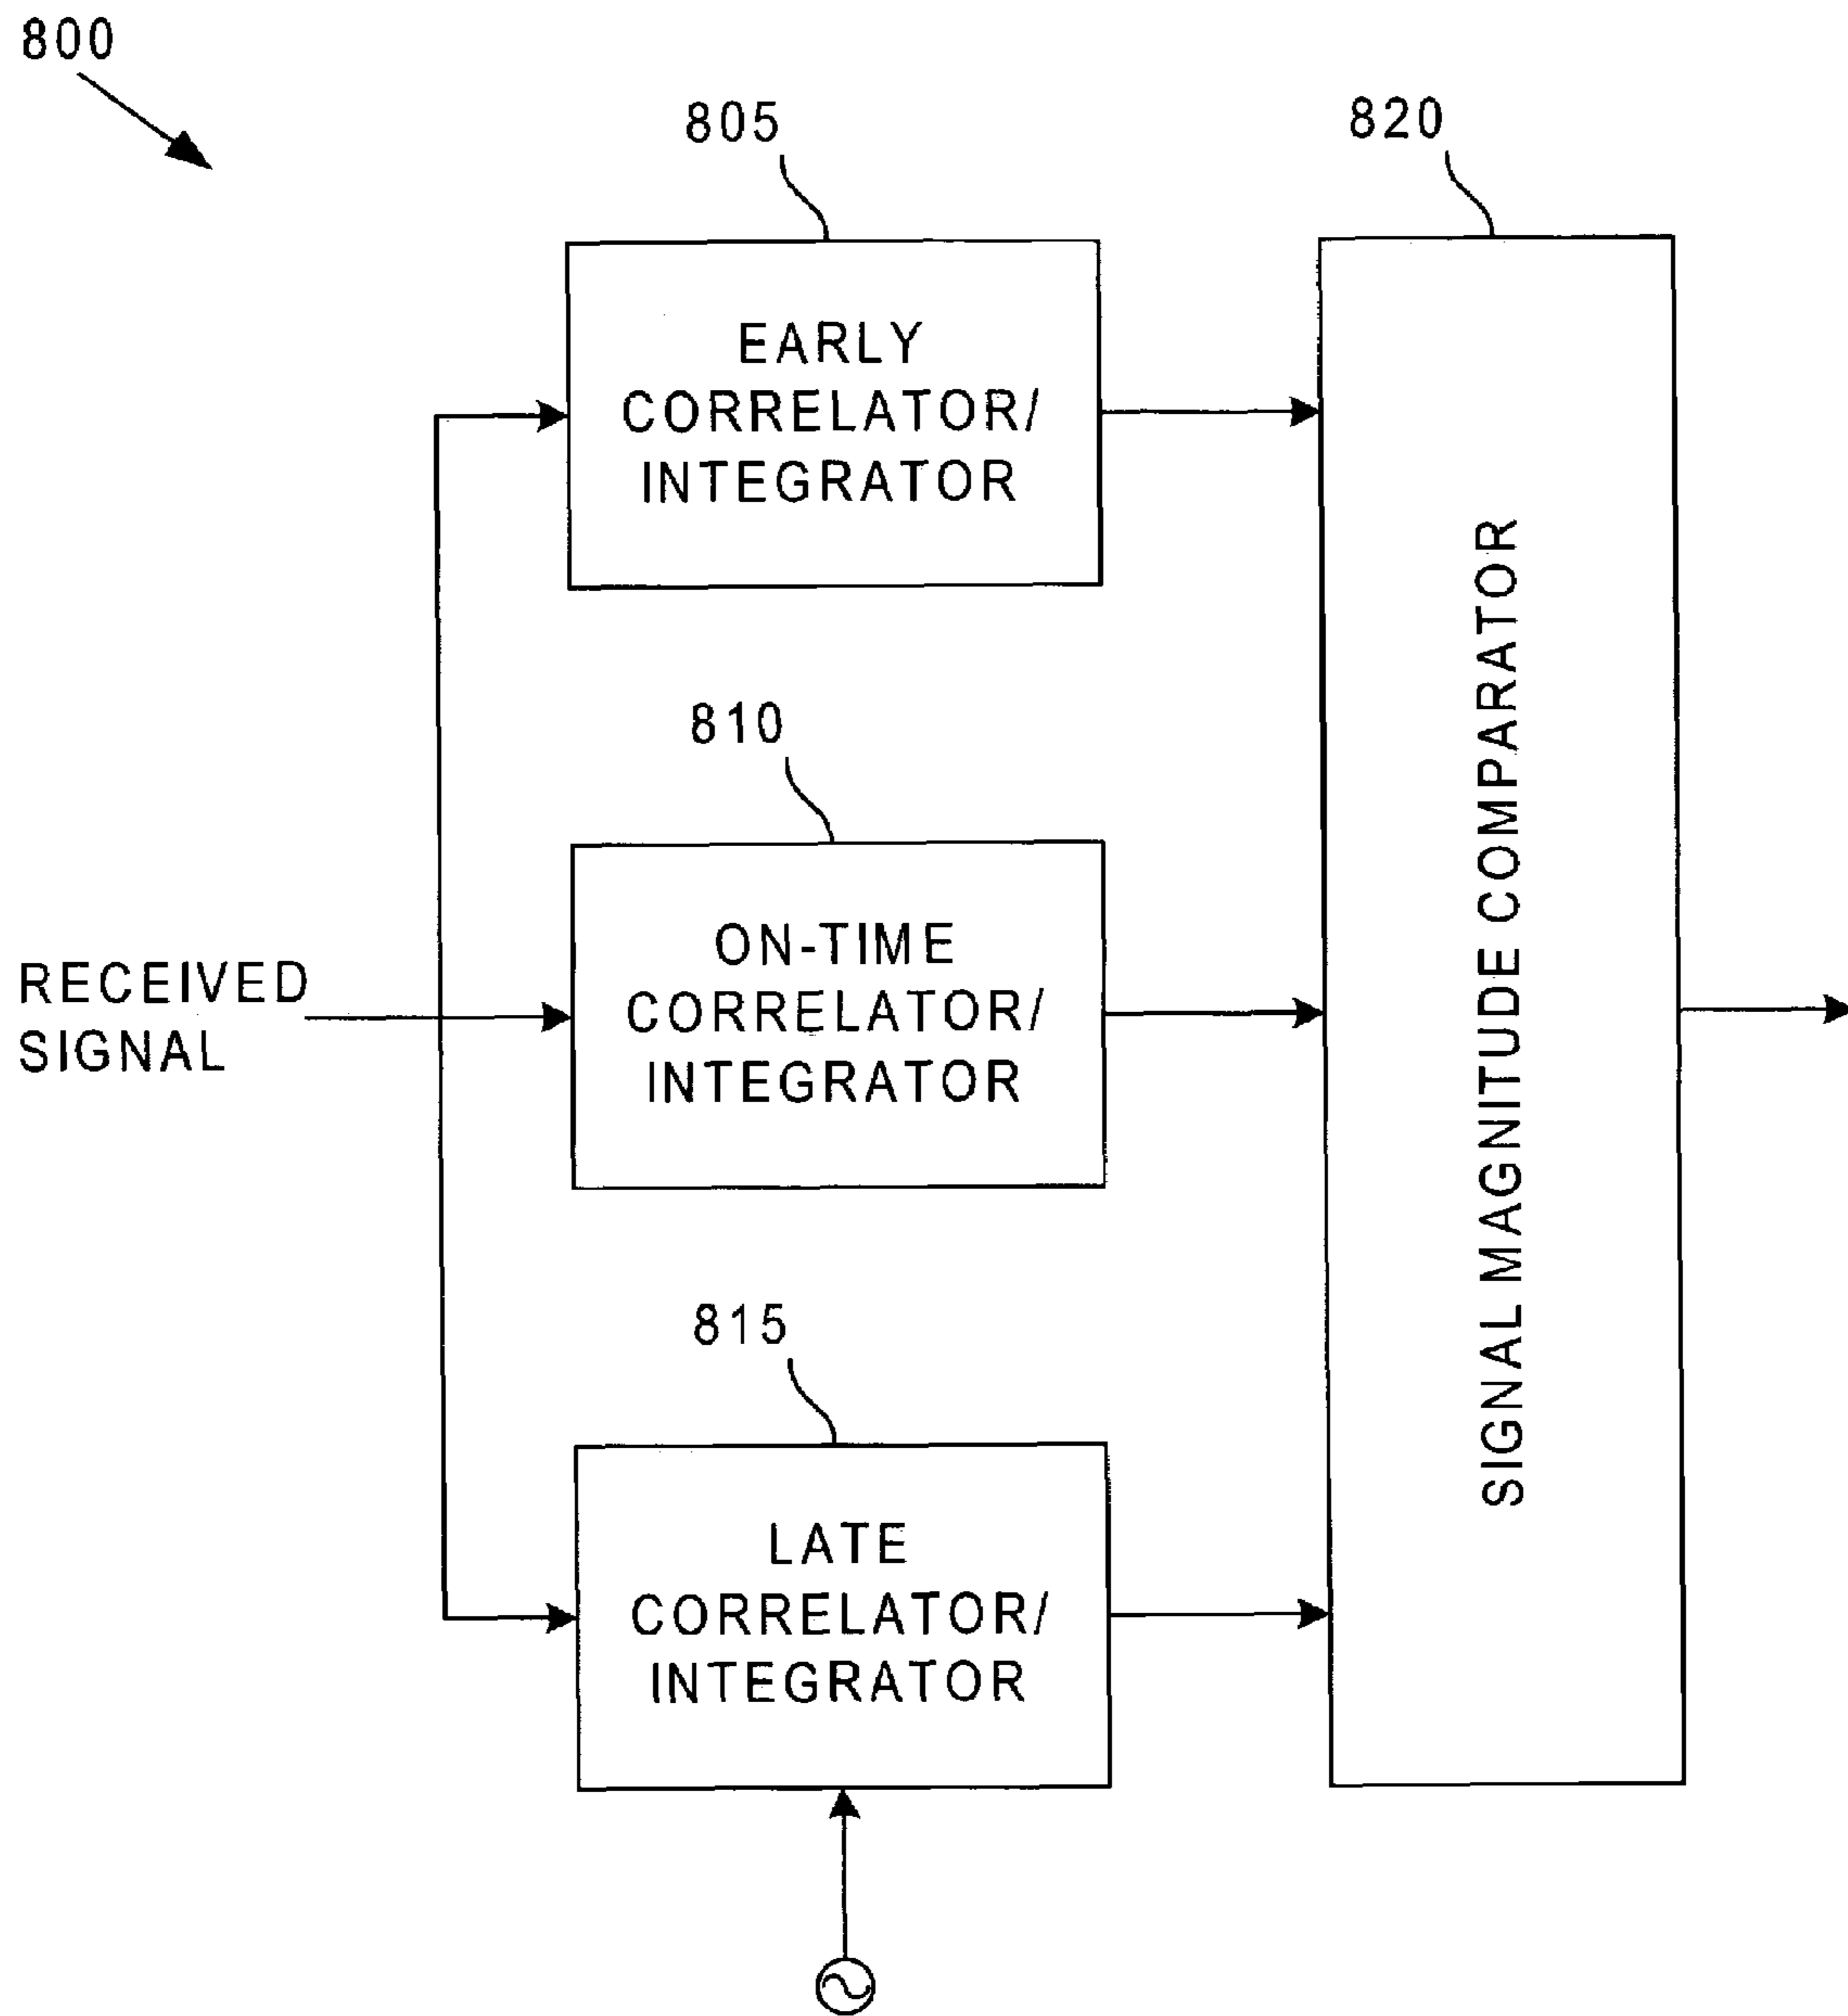 800
805
820
EARLY
CORRELATOR/
INTEGRATOR
810
ON-TIME
CORRELATOR/
INTEGRATOR
RECEIVED
SIGNAL
SIGNAL MAGNITUDE COMPARATOR
815
LATE
CORRELATOR/
INTEGRATOR